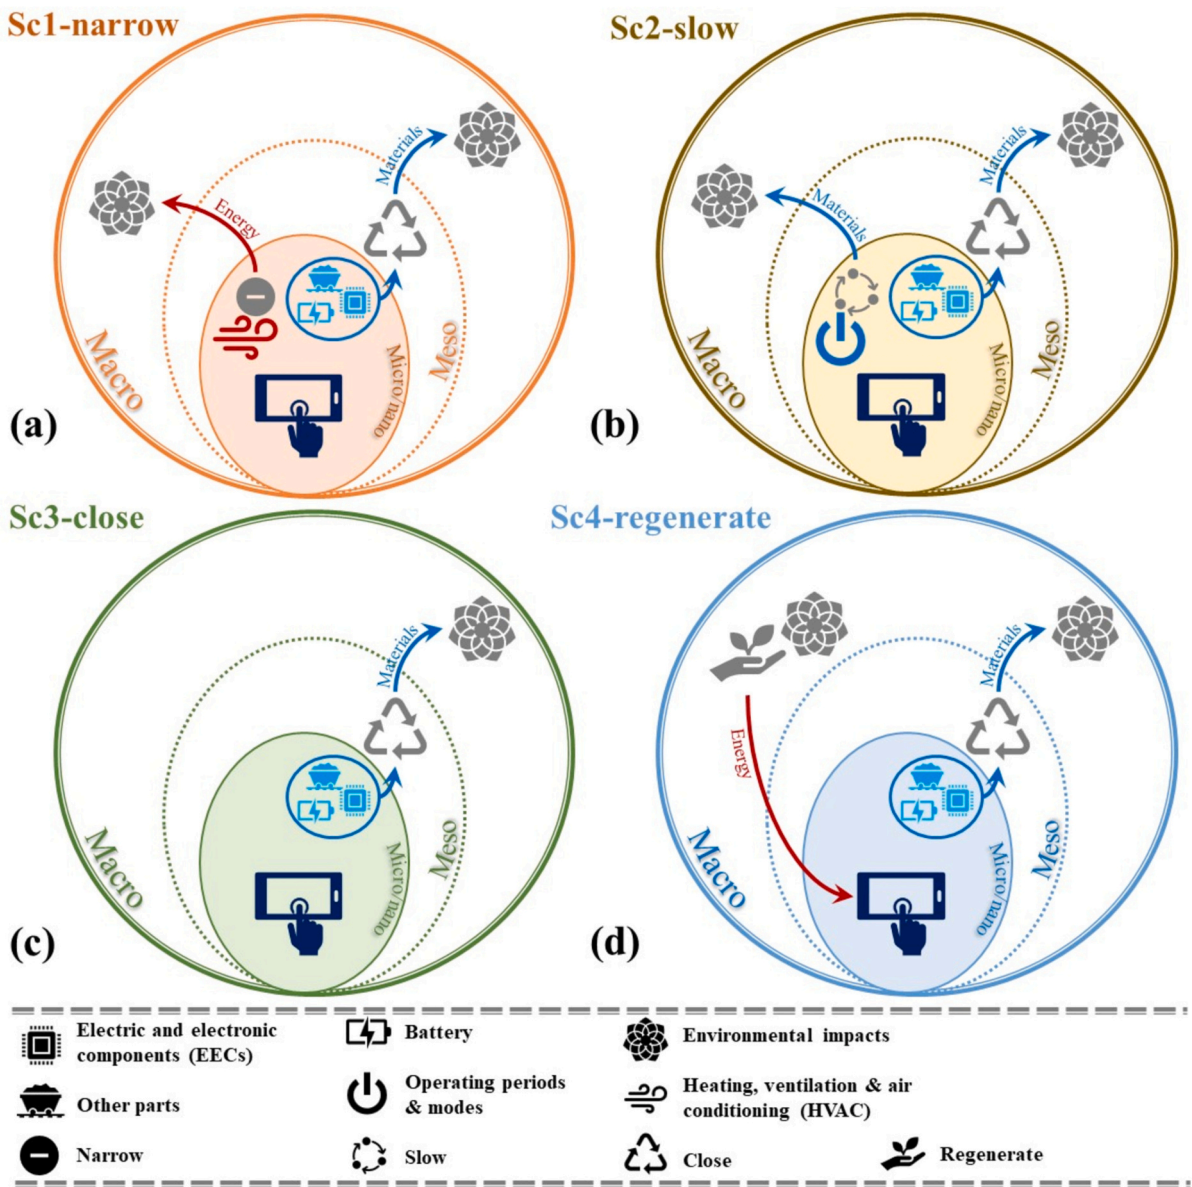 Sc1-narrow
Materials
Energy
Macro
Meso
Micro/nano
(a)
Sc2-slow
Materials
Materials
Macro
Meso
Micro/nano
(b)
Sc3-close
Materials
Macro
Meso
Micro/nano
(c)
Sc4-regenerate
Materials
Energy
Macro
Meso
Micro/nano
(d)
Electric and electronic
components (EECs)
Battery
Environmental impacts
Other parts
Operating periods
& modes
Heating, ventilation & air
conditioning (HVAC)
Narrow
Slow
Close
Regenerate